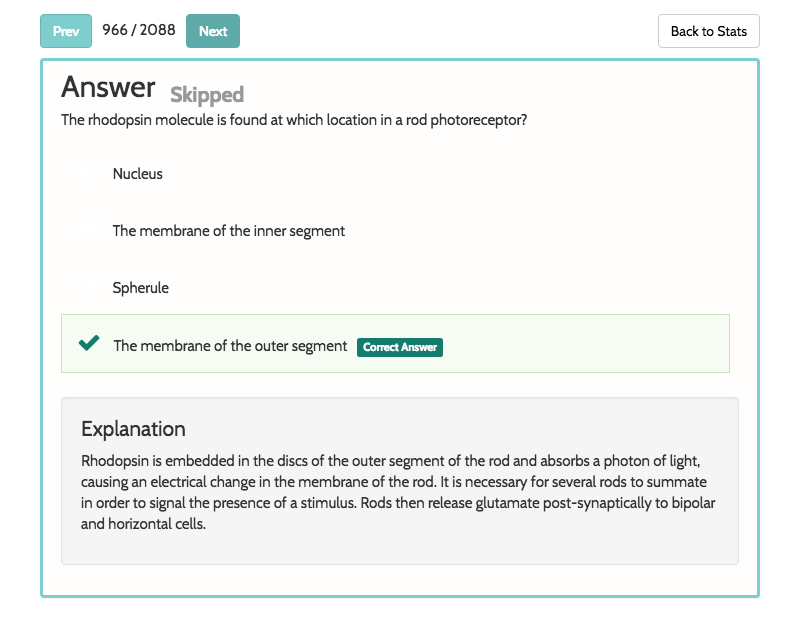 Prev 966 / 2088 Next Back to Stats
Answer Skipped
The rhodopsin molecule is found at which location in a rod photoreceptor?
Nucleus
The membrane of the inner segment
Spherule
The membrane of the outer segment Correct Answer
Explanation
Rhodopsin is embedded in the discs of the outer segment of the rod and absorbs a photon of light,
causing an electrical change in the membrane of the rod. It is necessary for several rods to summate
in order to signal the presence of a stimulus. Rods then release glutamate post-synaptically to bipolar
and horizontal cells.